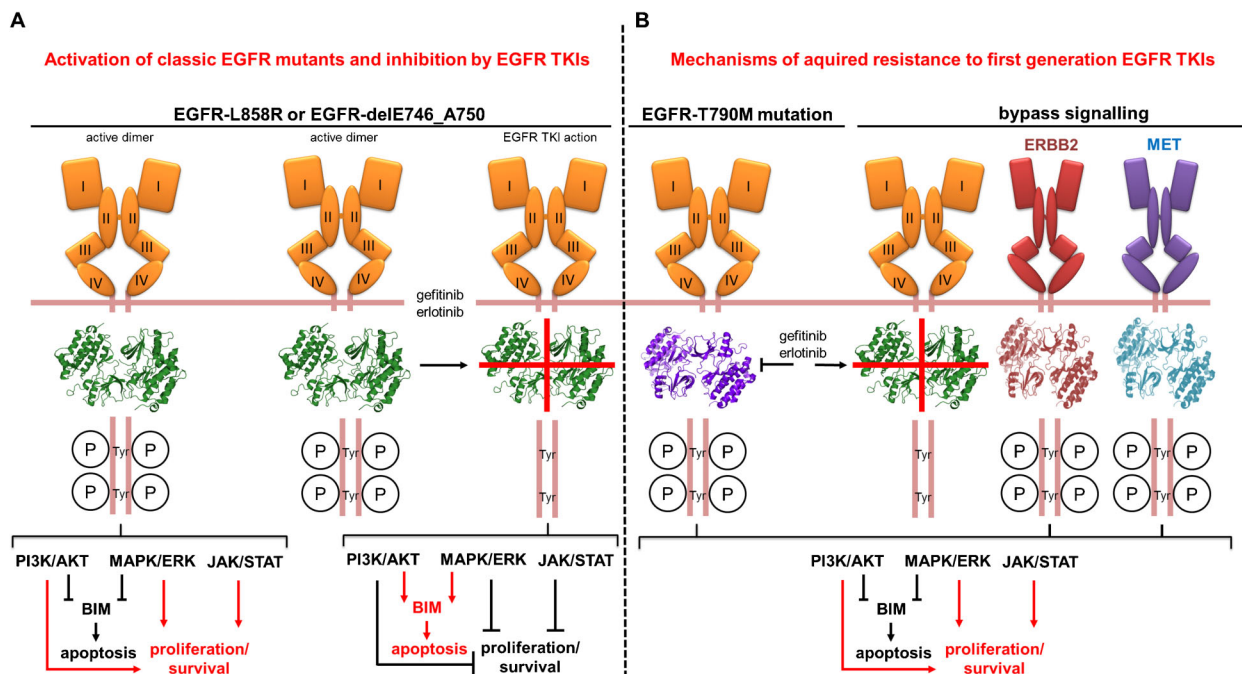 A
Activation of classic EGFR mutants and inhibition by EGFR TKIs
EGFR-L858R or EGFR-delE746_A750
active dimer
active dimer
EGFR TKI action
I I
II II
III III
IV IV
I I
II II
III III
IV IV
I I
II II
III III
IV IV
gefitinib
erlotinib
P Tyr P
P Tyr P
P Tyr P
P Tyr P
Tyr
Tyr
PI3K/AKT MAPK/ERK JAK/STAT
BIM
apoptosis
proliferation/
survival
PI3K/AKT MAPK/ERK JAK/STAT
BIM
apoptosis
proliferation/
survival
B
Mechanisms of aquired resistance to first generation EGFR TKIs
EGFR-T790M mutation
bypass signalling
ERBB2
MET
I I
II II
III III
IV IV
I I
II II
III III
IV IV
gefitinib
erlotinib
P Tyr P
P Tyr P
Tyr
Tyr
P Tyr P
P Tyr P
P Tyr P
P Tyr P
PI3K/AKT MAPK/ERK JAK/STAT
BIM
apoptosis
proliferation/
survival